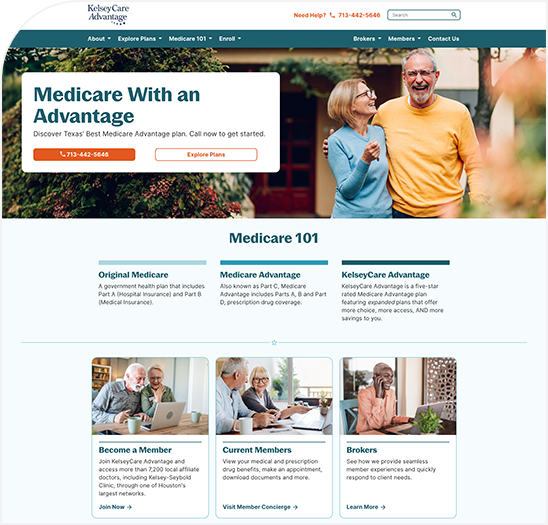 KelseyCare
Advantage
Need Help? 713-442-5646
Search
About Explore Plans Medicare 101 Enroll Brokers Members Contact Us
Medicare With an
Advantage
Discover Texas' Best Medicare Advantage plan. Call now to get started.
713-442-5646 Explore Plans
Medicare 101
Original Medicare
A government health plan that includes
Part A (Hospital Insurance) and Part B
(Medical Insurance).
Medicare Advantage
Also known as Part C, Medicare
Advantage includes Parts A, B and Part
D, prescription drug coverage.
KelseyCare Advantage
KelseyCare Advantage is a five-star
rated Medicare Advantage plan
featuring expanded plans that offer
more choice, more access, AND more
savings to you.
Become a Member
Join KelseyCare Advantage and
access more than 7,200 local affiliate
doctors, including Kelsey-Seybold
Clinic, through one of Houston's
largest networks.
Join Now →
Current Members
View your medical and prescription
drug benefits, make an appointment,
download documents and more.
Visit Member Concierge →
Brokers
See how we provide seamless
member experiences and quickly
respond to client needs.
Learn More →